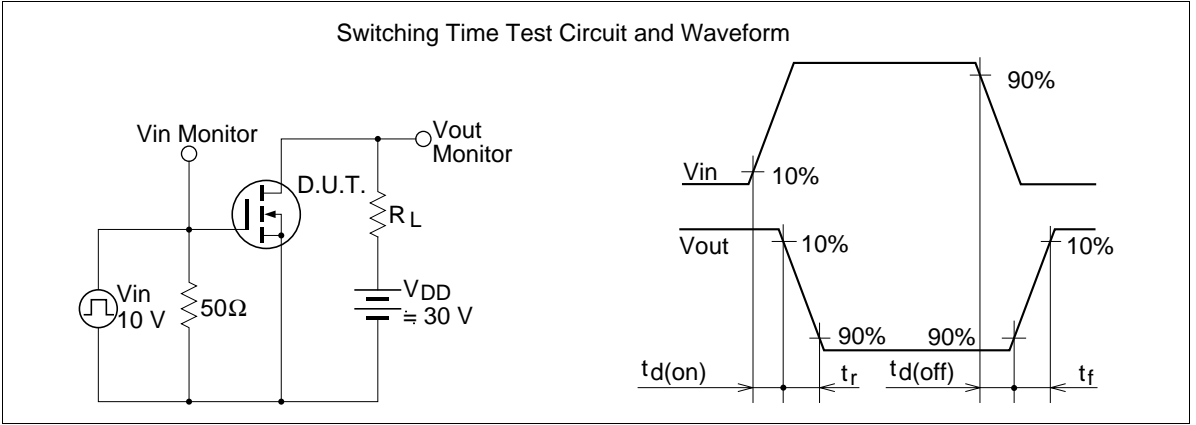 Switching Time Test Circuit and Waveform
Vin Monitor
Vout
Monitor
D.U.T.
RL
Vin
10 V
50Ω
VDD
≒ 30 V
90%
Vin
10%
Vout
10%
10%
90%
90%
td(on)
tr
td(off)
tf